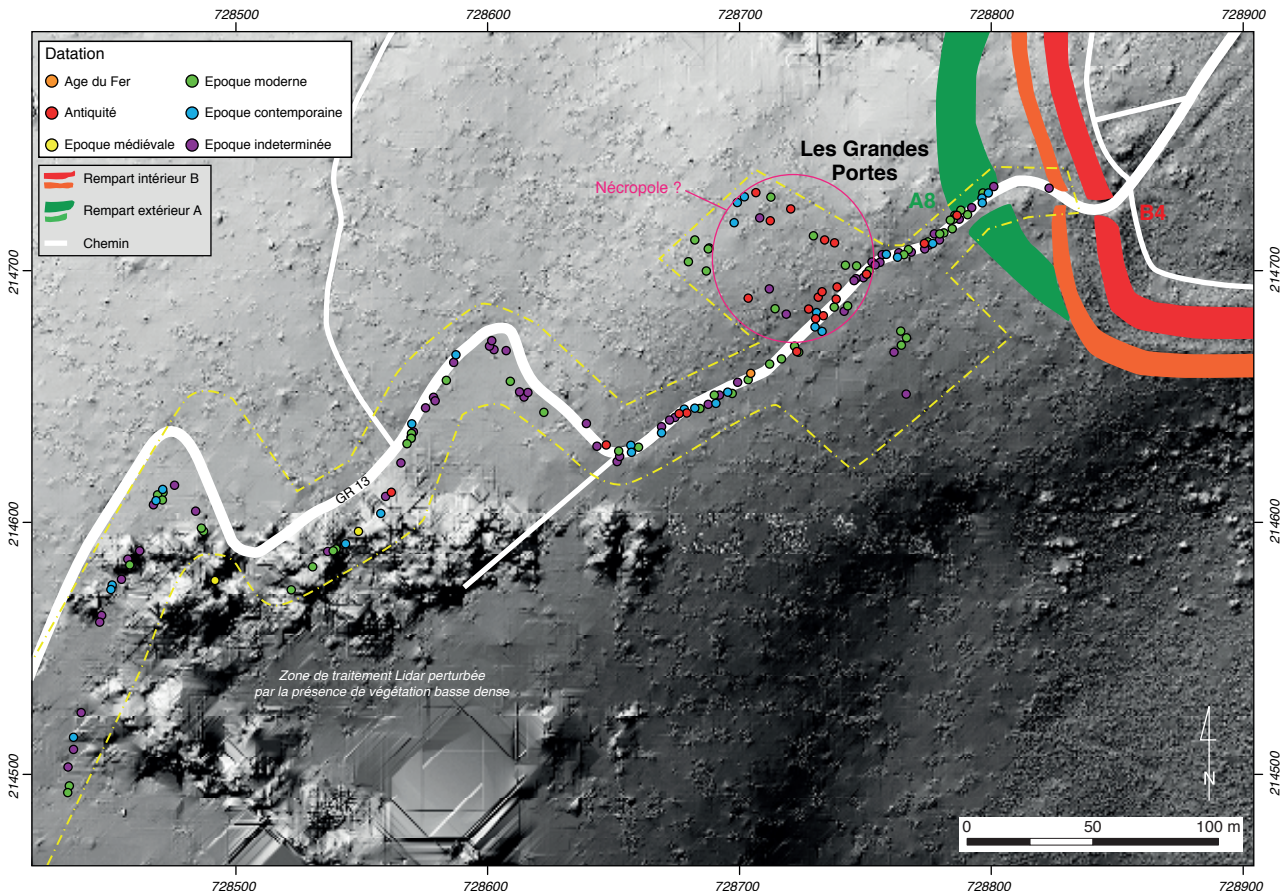 728500
728600
728700
728800
728900
Datation
Age du Fer
Epoque moderne
Antiquité
Epoque contemporaine
Epoque médiévale
Epoque indeterminée
Rempart intérieur B
Rempart extérieur A
Chemin
Les Grandes
Portes
Nécropole ?
A8
B4
214700
214700
GR 13
214600
214600
Zone de traitement Lidar perturbée
par la présence de végétation basse dense
214500
214500
N
0
50
100 m
728500
728600
728700
728800
728900